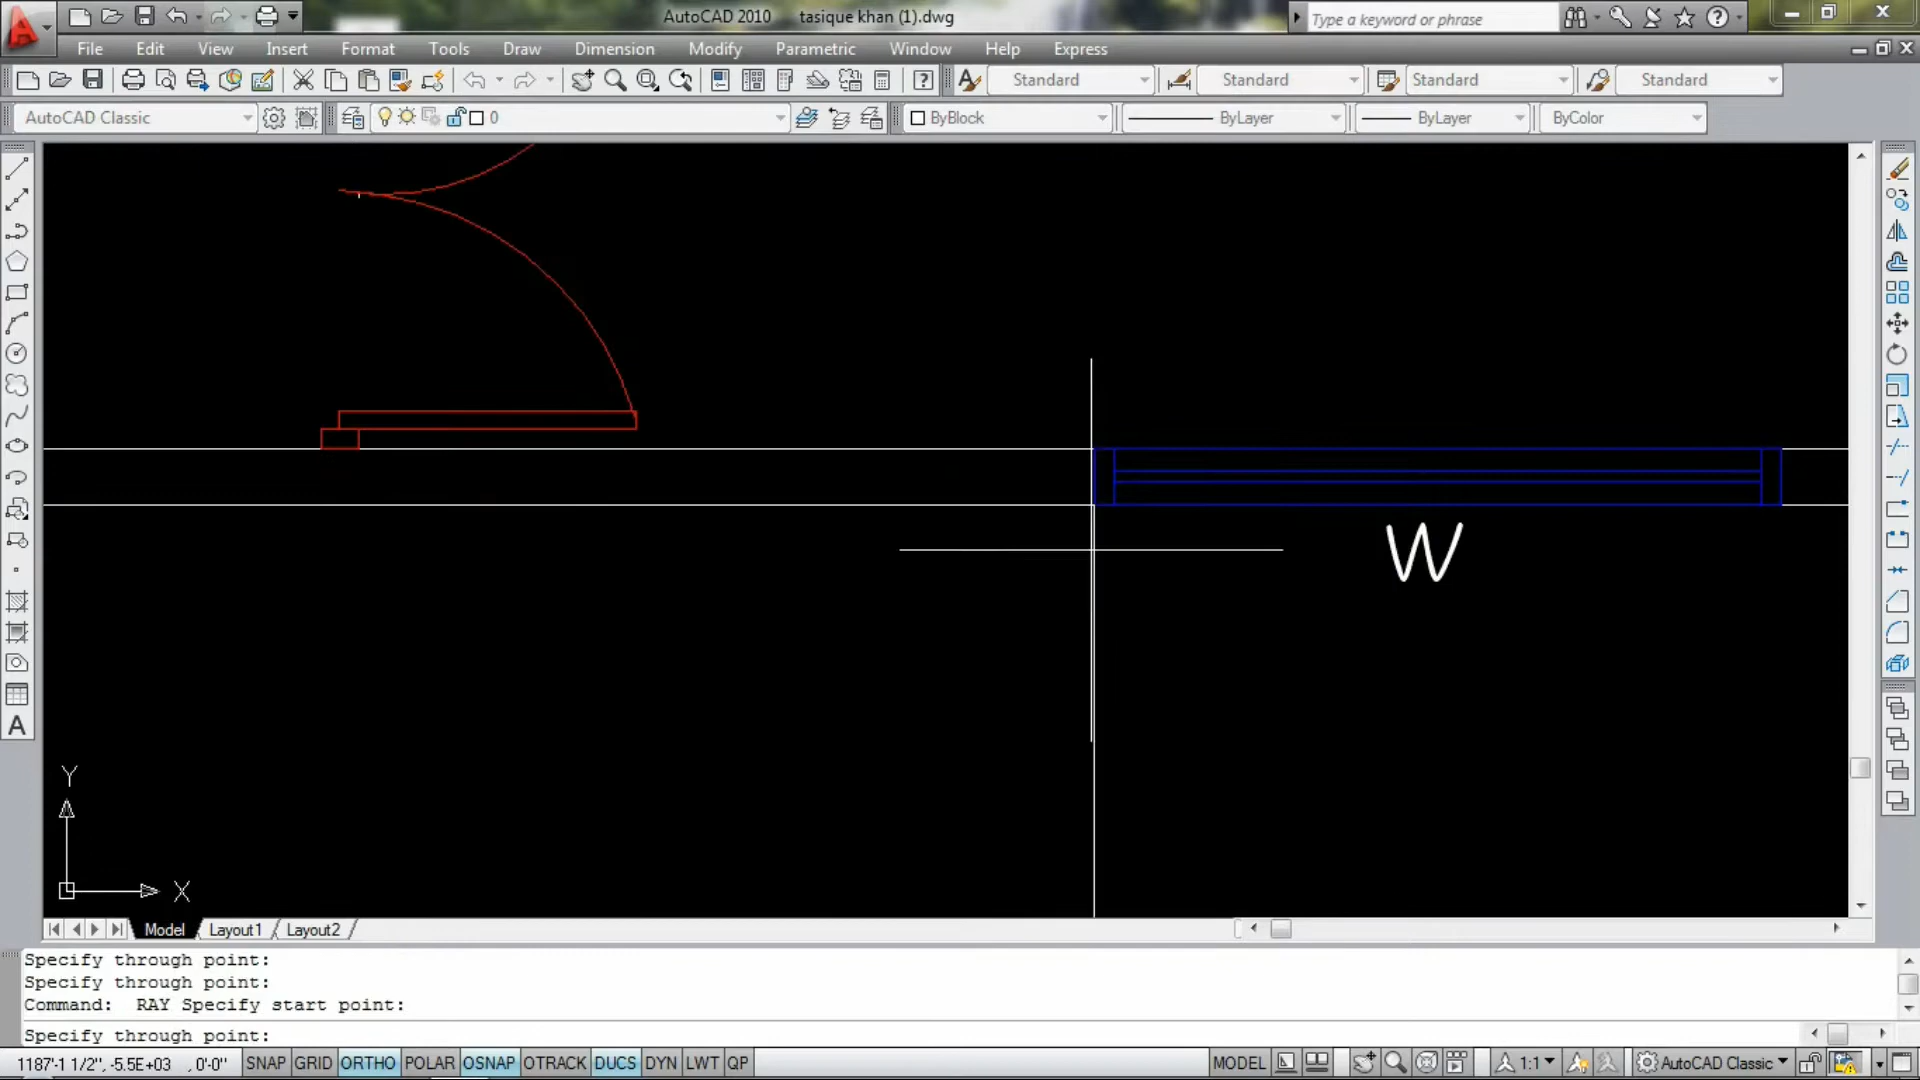 AutoCAD 2010 tasique khan (1).dwg
Type a keyword or phrase
File Edit View Insert Format Tools Draw Dimension Modify Parametric Window Help Express
Standard Standard Standard Standard
AutoCAD Classic 0 ByBlock ByLayer ByLayer ByColor
A
W
Y
X
Model Layout1 Layout2
Specify through point:
Specify through point:
Command: RAY Specify start point:
Specify through point:
1187'-1 1/2", -5.5E+03 , 0'-0" SNAP GRID ORTHO POLAR OSNAP OTRACK DUCS DYN LWT QP MODEL 1:1 AutoCAD Classic